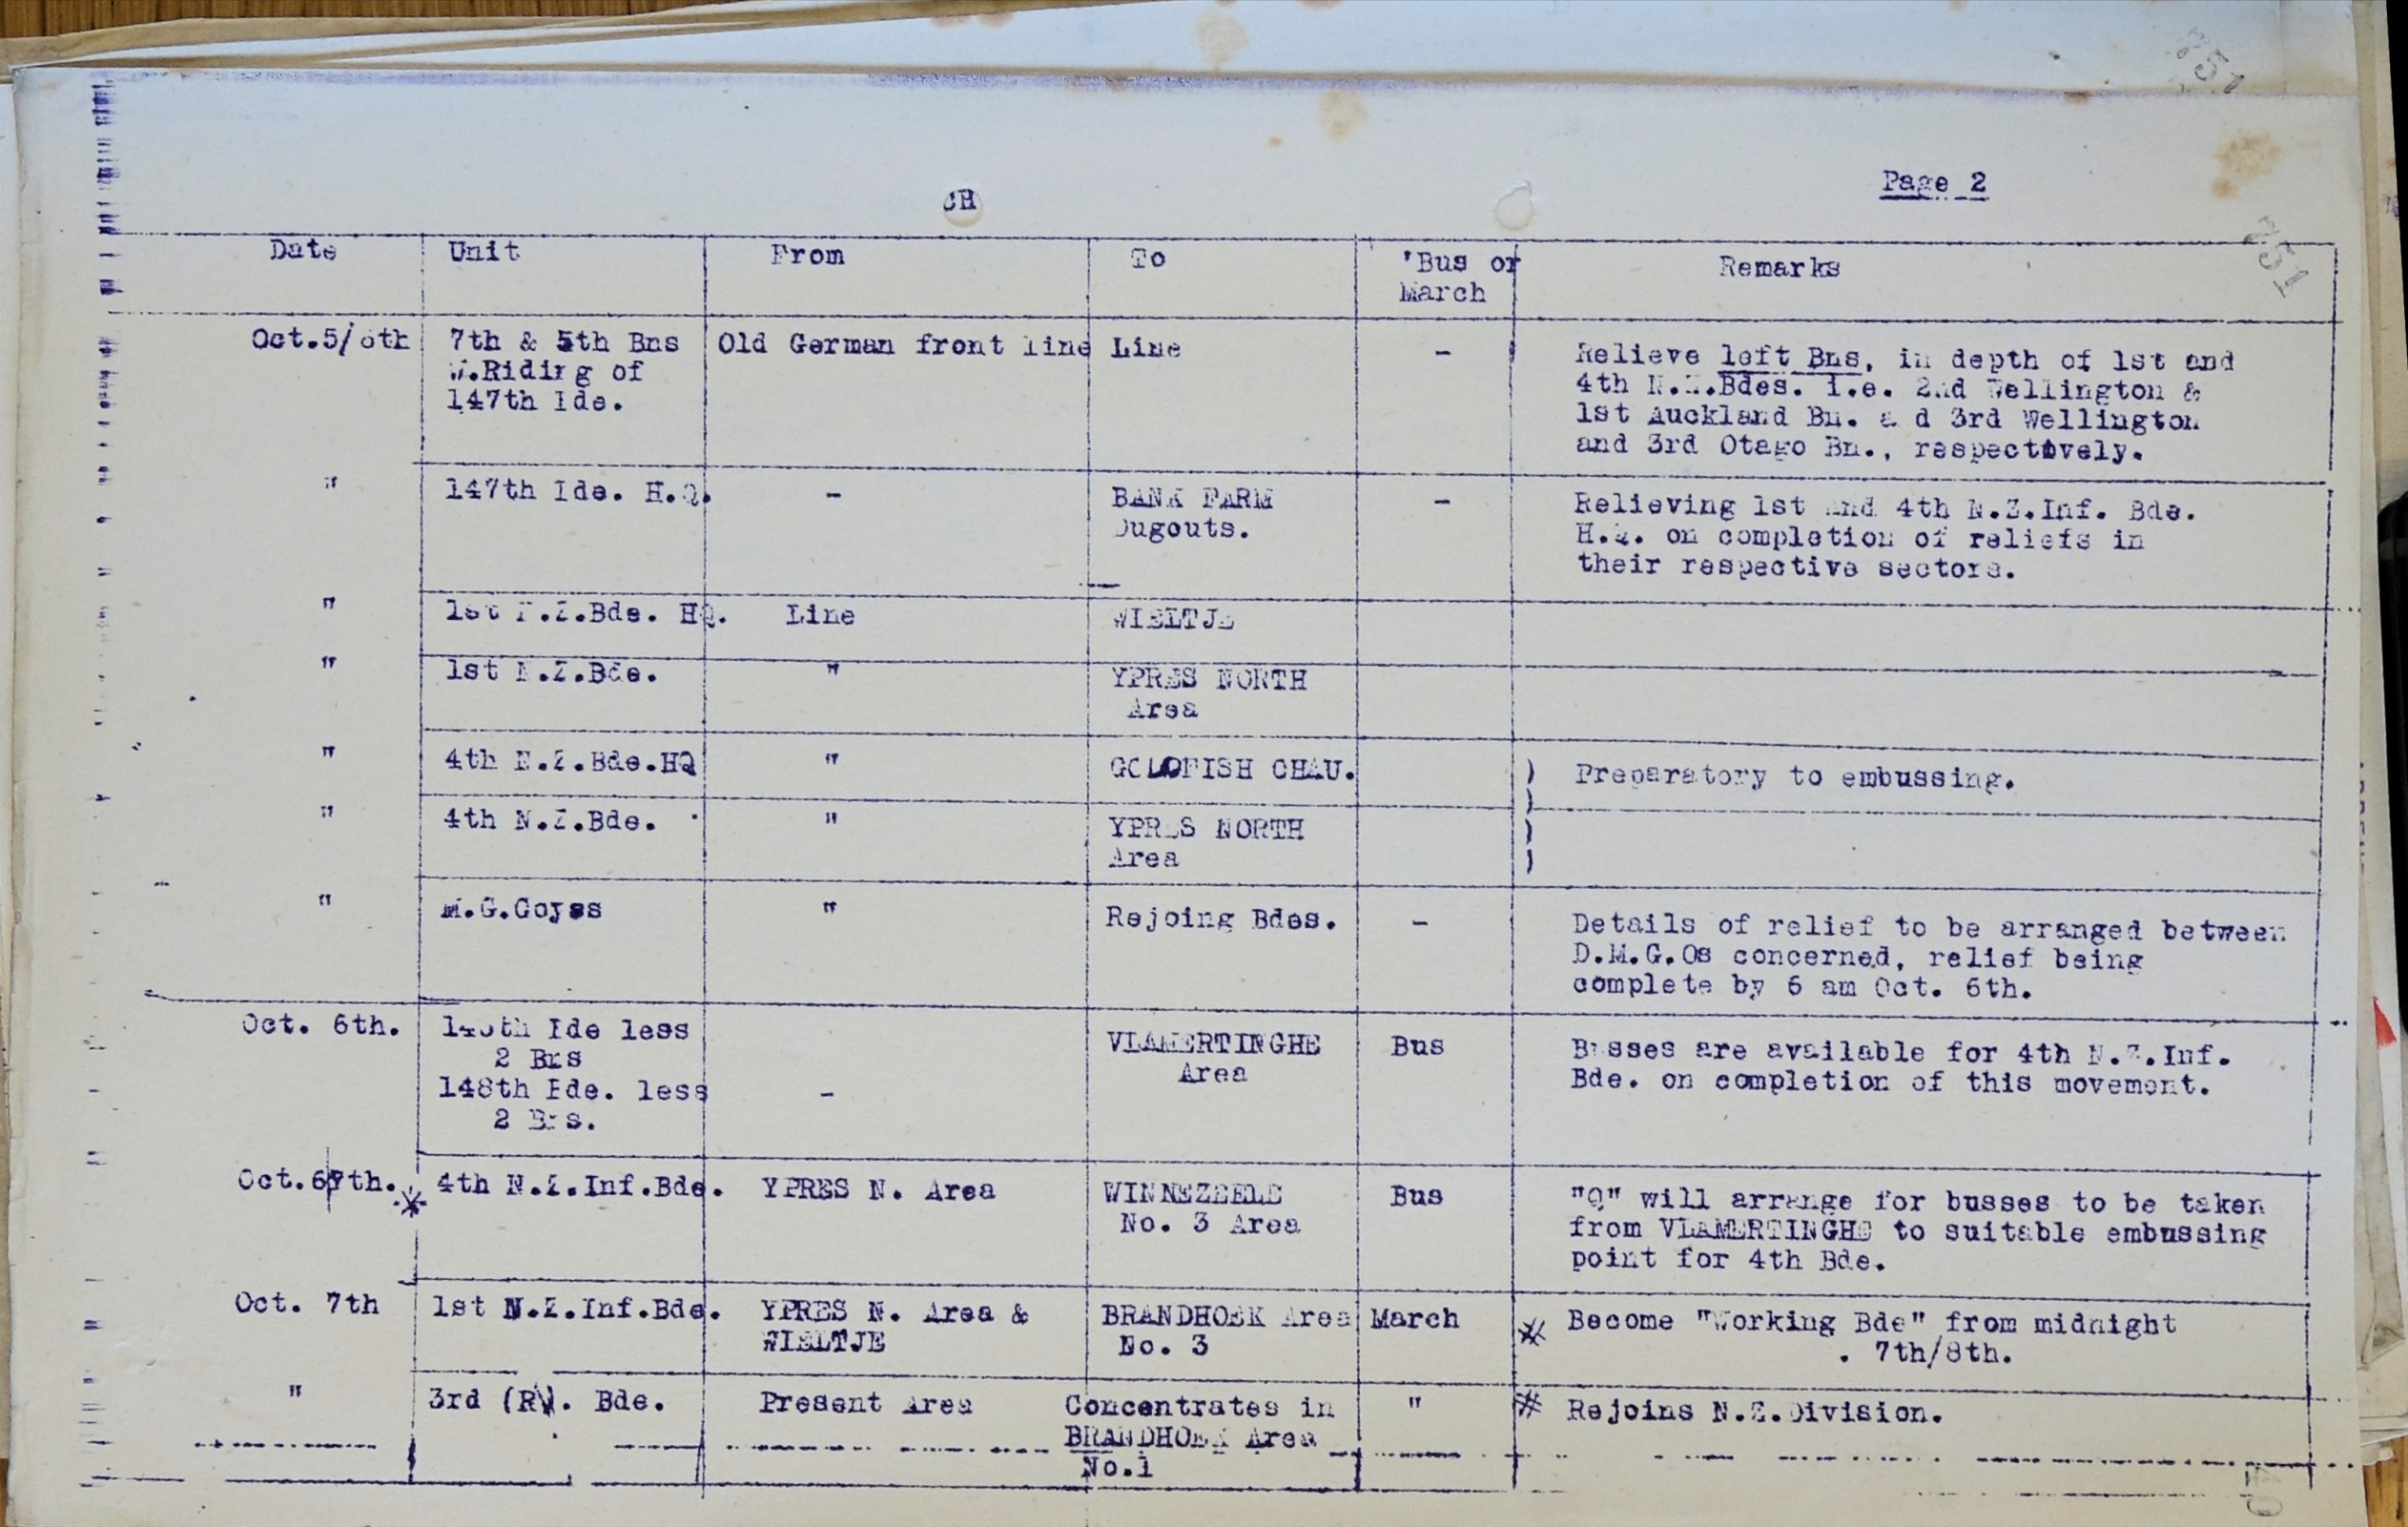 751
Page 2
CH
751
Date Unit From To 'Bus or Remarks
March
Oct.5/6th 7th & 5th Bns Old German front line Line - Relieve left Bns, in depth of 1st and
W.Riding of 4th N.Z.Bdes. i.e. 2nd Wellington &
147th Ide. 1st Auckland Bn. a d 3rd Wellington
and 3rd Otago Bn., respectively.
" 147th Ide. H.Q. - BANK FARM - Relieving 1st and 4th N.Z.Inf. Bde.
Dugouts. H.Q. on completion of reliefs in
their respective sectors.
" 1st N.Z.Bde. HQ. Line WIELTJE
" 1st N.Z.Bde. " YPRES NORTH
Area
" 4th N.Z.Bde.HQ " GOLDFISH CHAU. ) Preparatory to embussing.
)
" 4th N.Z.Bde. " YPRES NORTH )
Area )
" M.G.Coyss " Rejoing Bdes. - Details of relief to be arranged between
D.M.G.Os concerned, relief being
complete by 6 am Oct. 6th.
Oct. 6th. 146th Ide less VLAMERTINGHE Bus Busses are available for 4th N.Z.Inf.
2 Bns Area Bde. on completion of this movement.
148th Bde. less -
2 Bns.
Oct.6/7th. * 4th N.Z.Inf.Bde. YPRES N. Area WINNEZEELE Bus "Q" will arrange for busses to be taken
No. 3 Area from VLAMERTINGHE to suitable embussing
point for 4th Bde.
Oct. 7th 1st N.Z.Inf.Bde. YPRES N. Area & BRANDHOEK Area March # Become "Working Bde" from midnight
WIELTJE No. 3 . 7th/8th.
" 3rd (R). Bde. Present Area Concentrates in " # Rejoins N.Z.Division.
BRANDHOEK Area
No.1